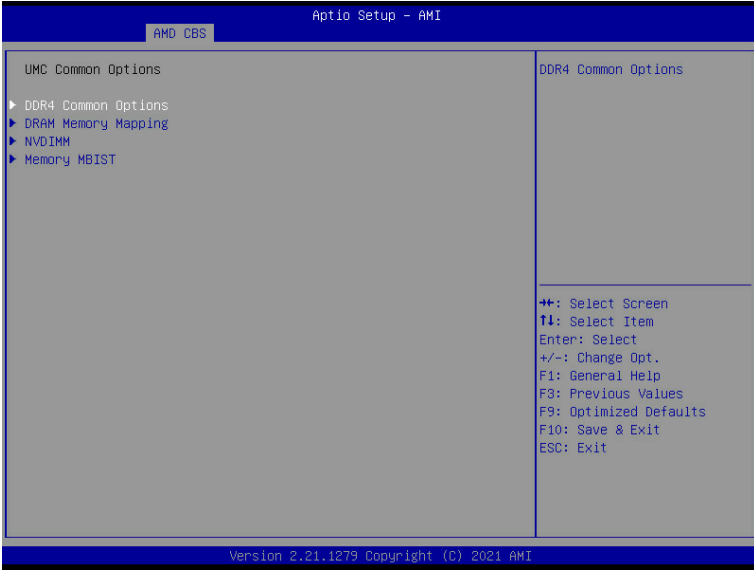 Aptio Setup – AMI
AMD CBS
UMC Common Options
DDR4 Common Options
DRAM Memory Mapping
NVDIMM
Memory MBIST
DDR4 Common Options
→←: Select Screen
↑↓: Select Item
Enter: Select
+/-: Change Opt.
F1: General Help
F3: Previous Values
F9: Optimized Defaults
F10: Save & Exit
ESC: Exit
Version 2.21.1279 Copyright (C) 2021 AMI